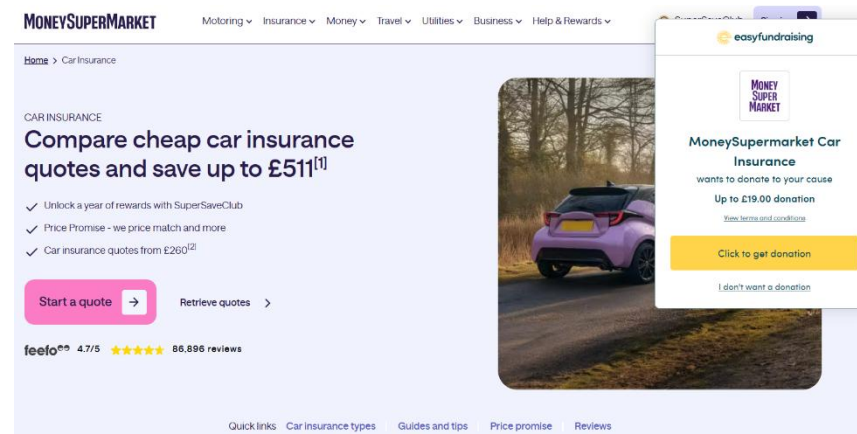 MONEYSUPERMARKET
Motoring Insurance Money Travel Utilities Business Help & Rewards
SuperSaveClub
Home > Car Insurance
CAR INSURANCE
Compare cheap car insurance
quotes and save up to £511[1]
Unlock a year of rewards with SuperSaveClub
Price Promise - we price match and more
Car insurance quotes from £260[2]
Start a quote
Retrieve quotes
feefo 4.7/5 86,896 reviews
Quick links Car insurance types Guides and tips Price promise Reviews
easyfundraising
MONEY
SUPER
MARKET
MoneySupermarket Car
Insurance
wants to donate to your cause
Up to £19.00 donation
View terms and conditions
Click to get donation
I don't want a donation